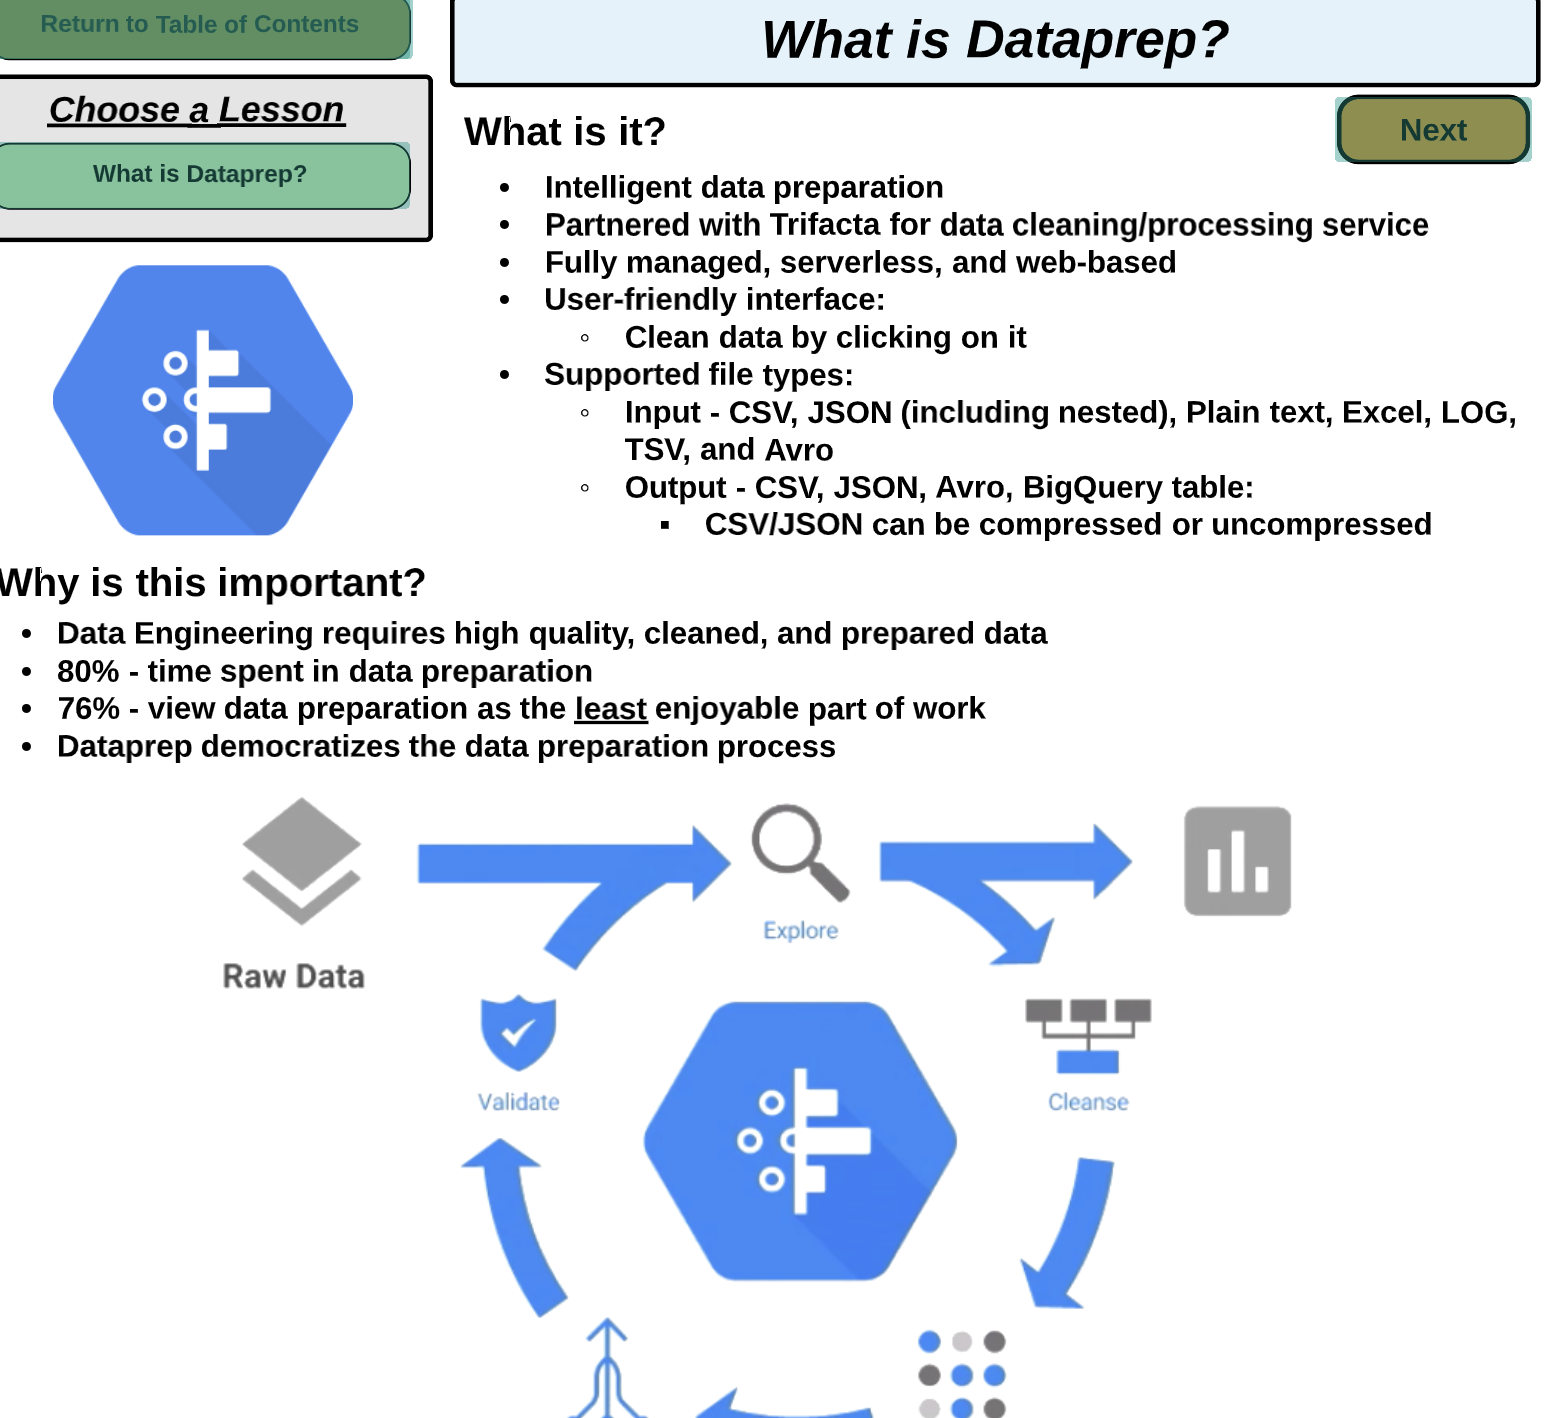 Return to Table of Contents
Choose a Lesson
What is Dataprep?
What is Dataprep?
Next
What is it?
• Intelligent data preparation
• Partnered with Trifacta for data cleaning/processing service
• Fully managed, serverless, and web-based
• User-friendly interface:
◦ Clean data by clicking on it
• Supported file types:
◦ Input - CSV, JSON (including nested), Plain text, Excel, LOG,
TSV, and Avro
◦ Output - CSV, JSON, Avro, BigQuery table:
▪ CSV/JSON can be compressed or uncompressed
Why is this important?
• Data Engineering requires high quality, cleaned, and prepared data
• 80% - time spent in data preparation
• 76% - view data preparation as the least enjoyable part of work
• Dataprep democratizes the data preparation process
Explore
Raw Data
Validate
Cleanse